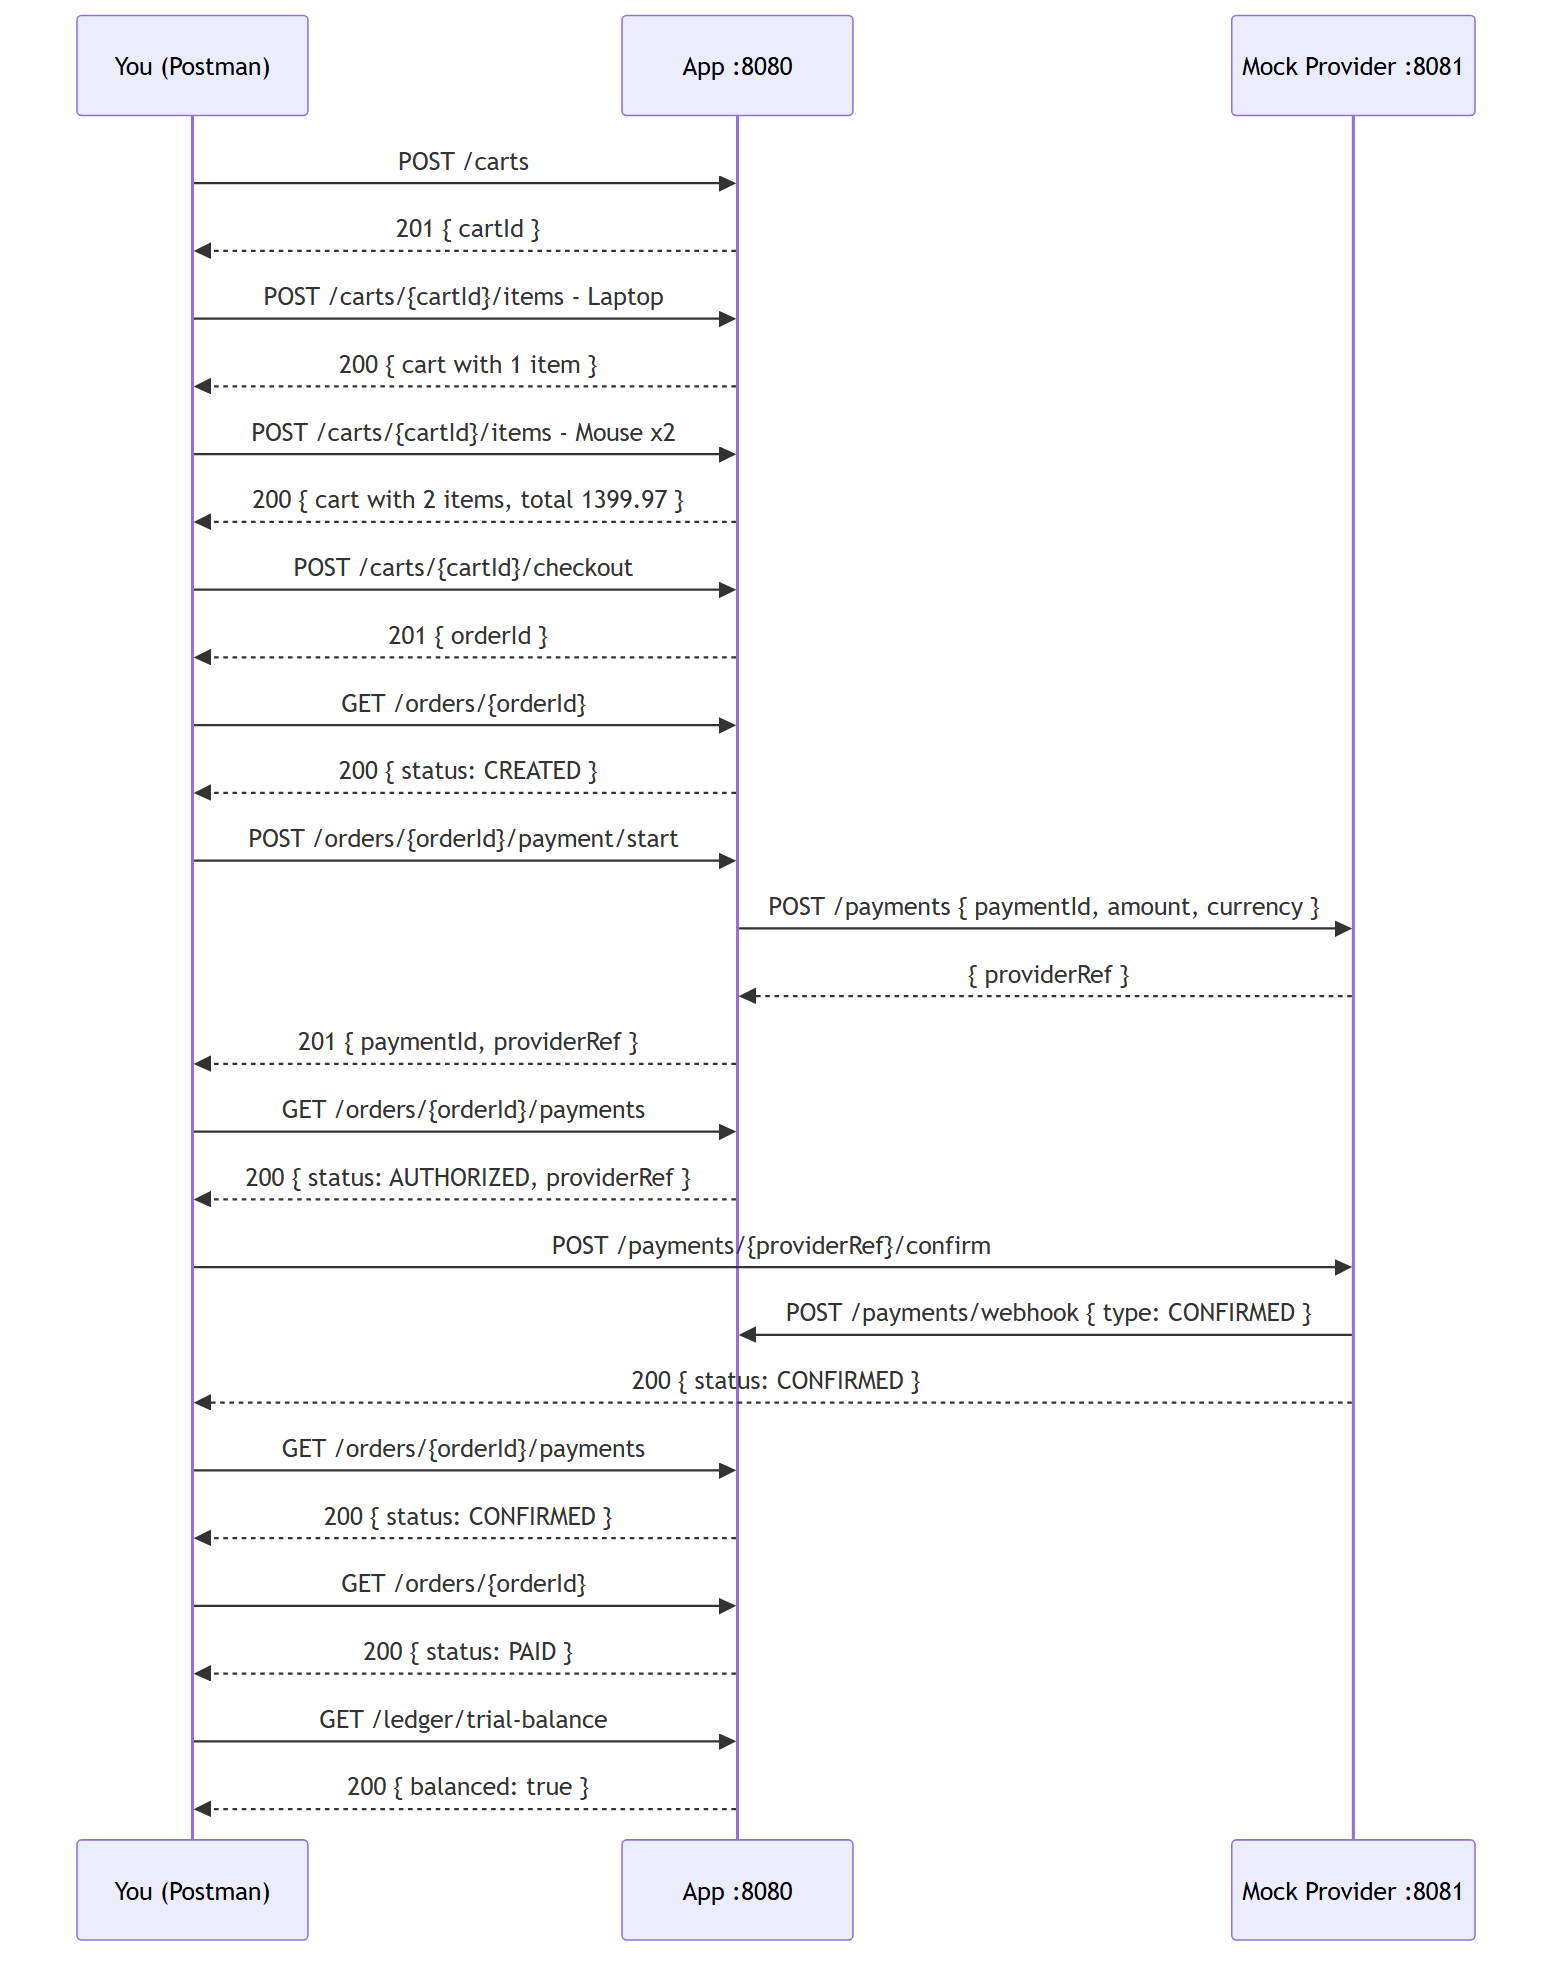 You (Postman)
App :8080
Mock Provider :8081
POST /carts
201 { cartId }
POST /carts/{cartId}/items - Laptop
200 { cart with 1 item }
POST /carts/{cartId}/items - Mouse x2
200 { cart with 2 items, total 1399.97 }
POST /carts/{cartId}/checkout
201 { orderId }
GET /orders/{orderId}
200 { status: CREATED }
POST /orders/{orderId}/payment/start
POST /payments { paymentId, amount, currency }
{ providerRef }
201 { paymentId, providerRef }
GET /orders/{orderId}/payments
200 { status: AUTHORIZED, providerRef }
POST /payments/{providerRef}/confirm
POST /payments/webhook { type: CONFIRMED }
200 { status: CONFIRMED }
GET /orders/{orderId}/payments
200 { status: CONFIRMED }
GET /orders/{orderId}
200 { status: PAID }
GET /ledger/trial-balance
200 { balanced: true }
You (Postman)
App :8080
Mock Provider :8081